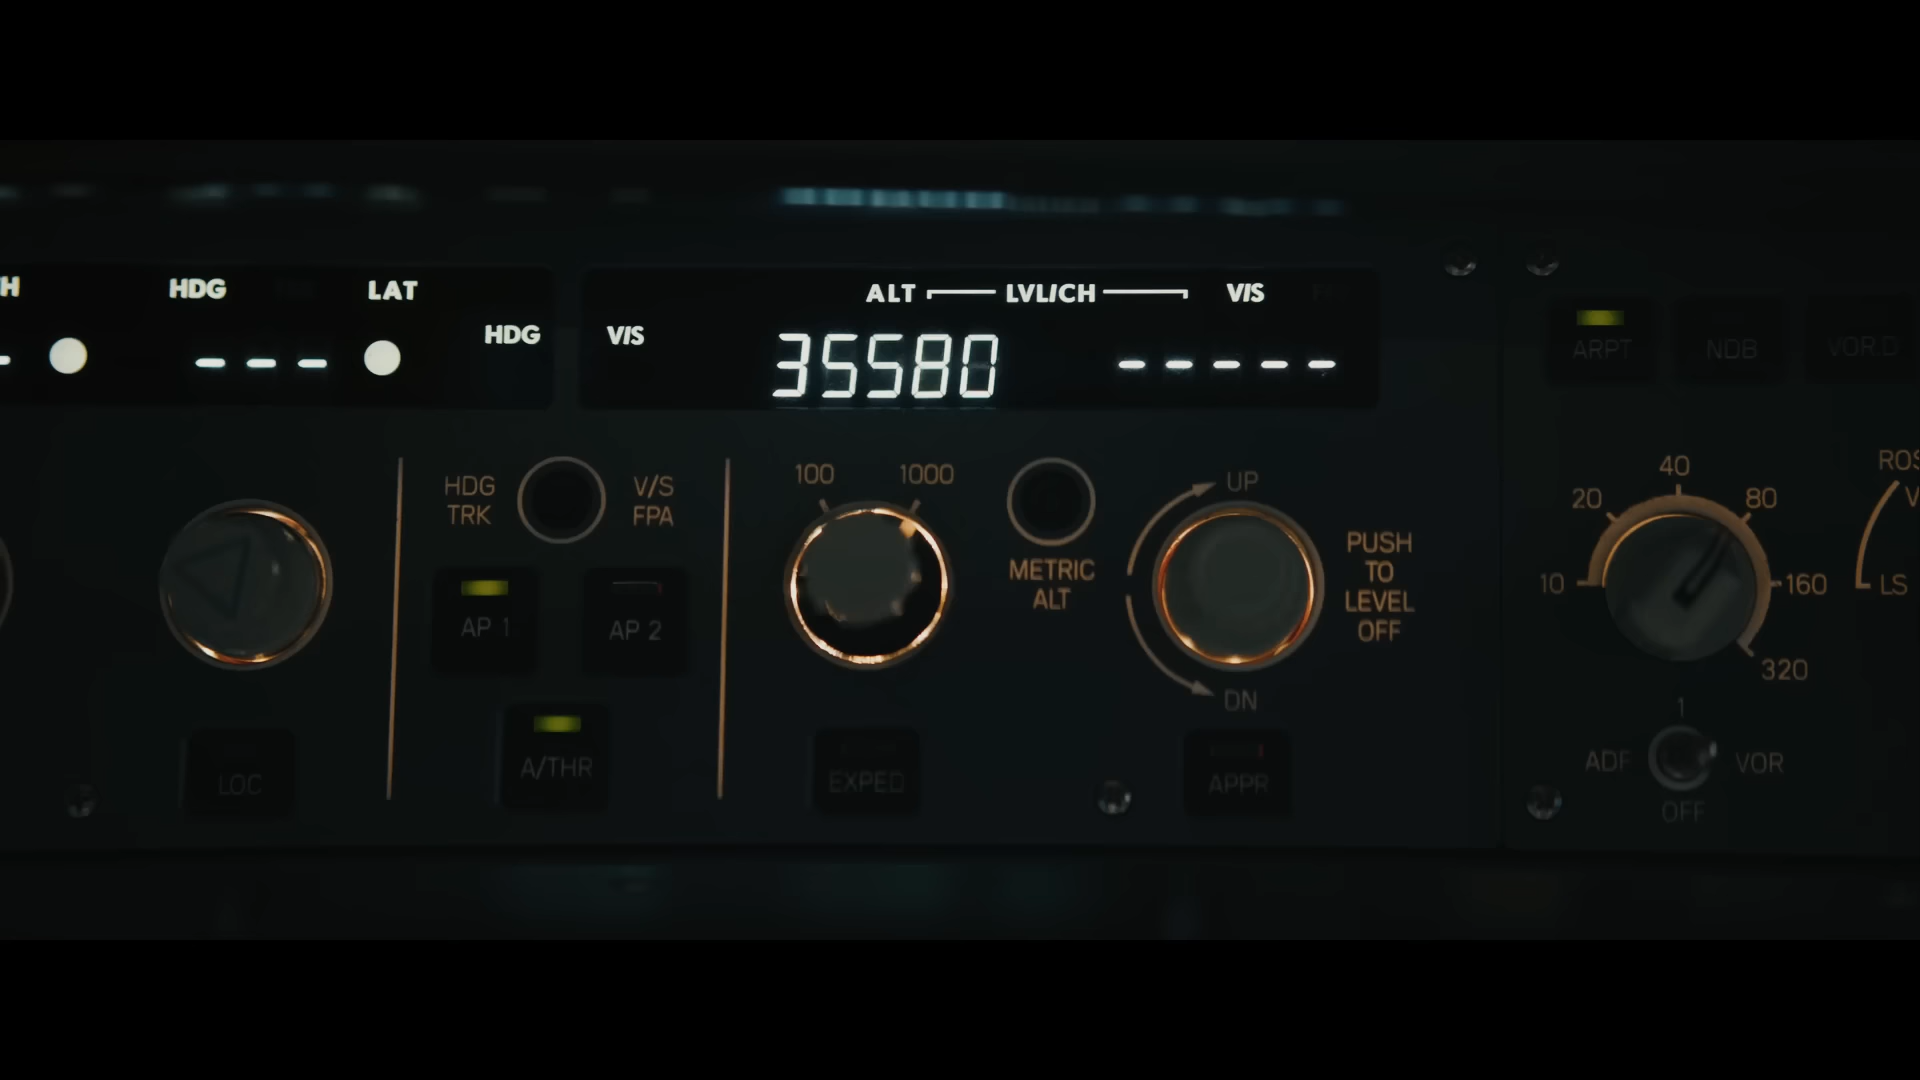 H HDG LAT
HDG
- - - -
ALT LVL/CH V/S
V/S
35580 - - - - -
ARPT NDB VOR.D
HDG
TRK
V/S
FPA
AP 1
AP 2
A/THR
LOC
100 1000
METRIC
ALT
UP
DN
PUSH
TO
LEVEL
OFF
EXPED
APPR
10 20 40 80 160 320
ROS
V
LS
1
ADF VOR
OFF